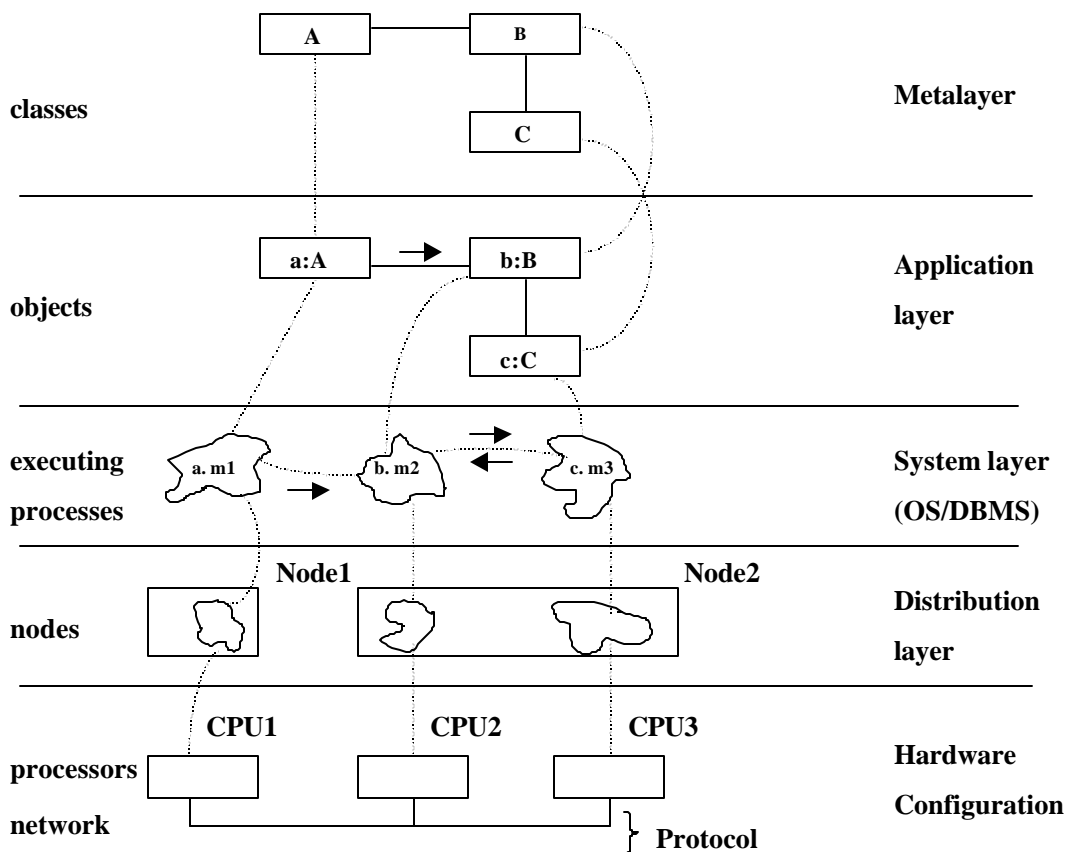 A
B
classes
Metalayer
C
a:A
b:B
Application
layer
objects
c:C
executing
processes
a. m1
b. m2
c. m3
System layer
(OS/DBMS)
Node1
Node2
nodes
Distribution
layer
CPU1
CPU2
CPU3
processors
network
Hardware
Configuration
Protocol